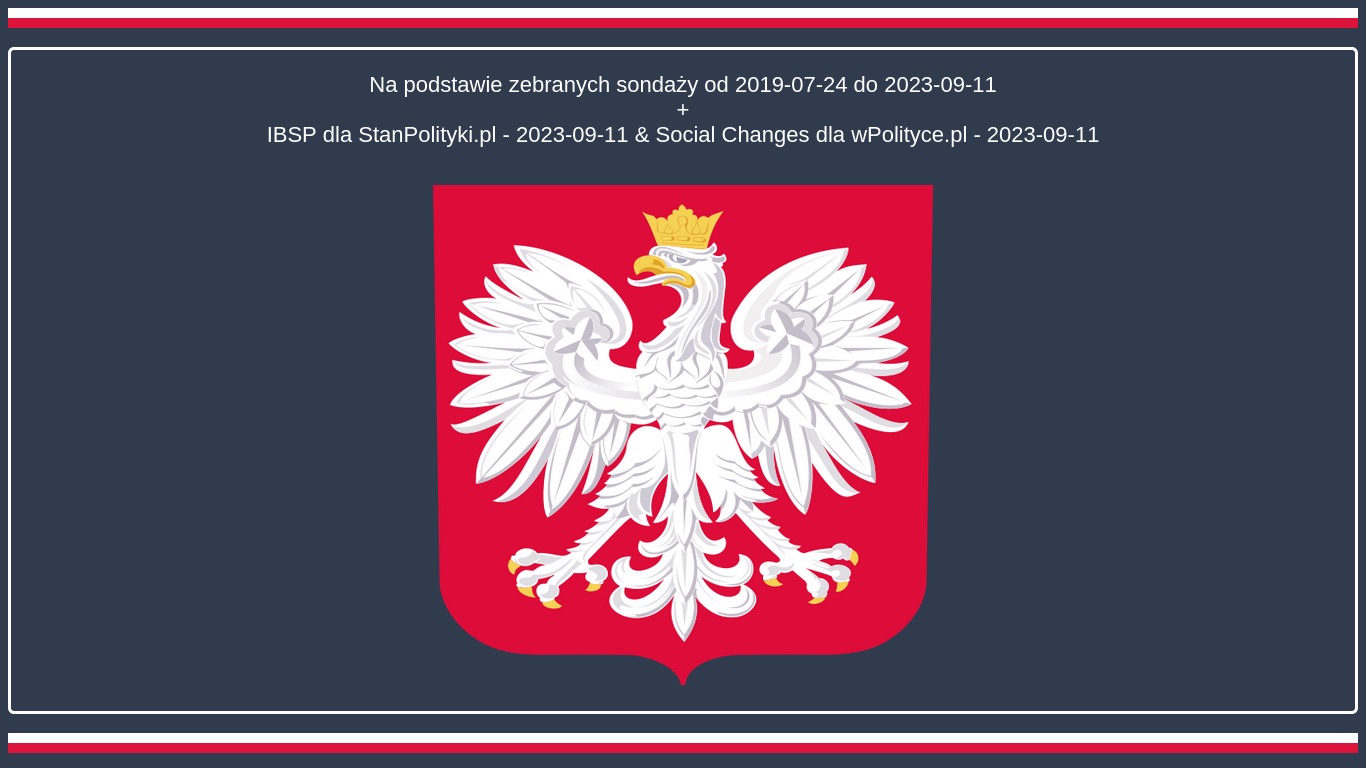 Na podstawie zebranych sondaży od 2019-07-24 do 2023-09-11
+
IBSP dla StanPolityki.pl - 2023-09-11 & Social Changes dla wPolityce.pl - 2023-09-11